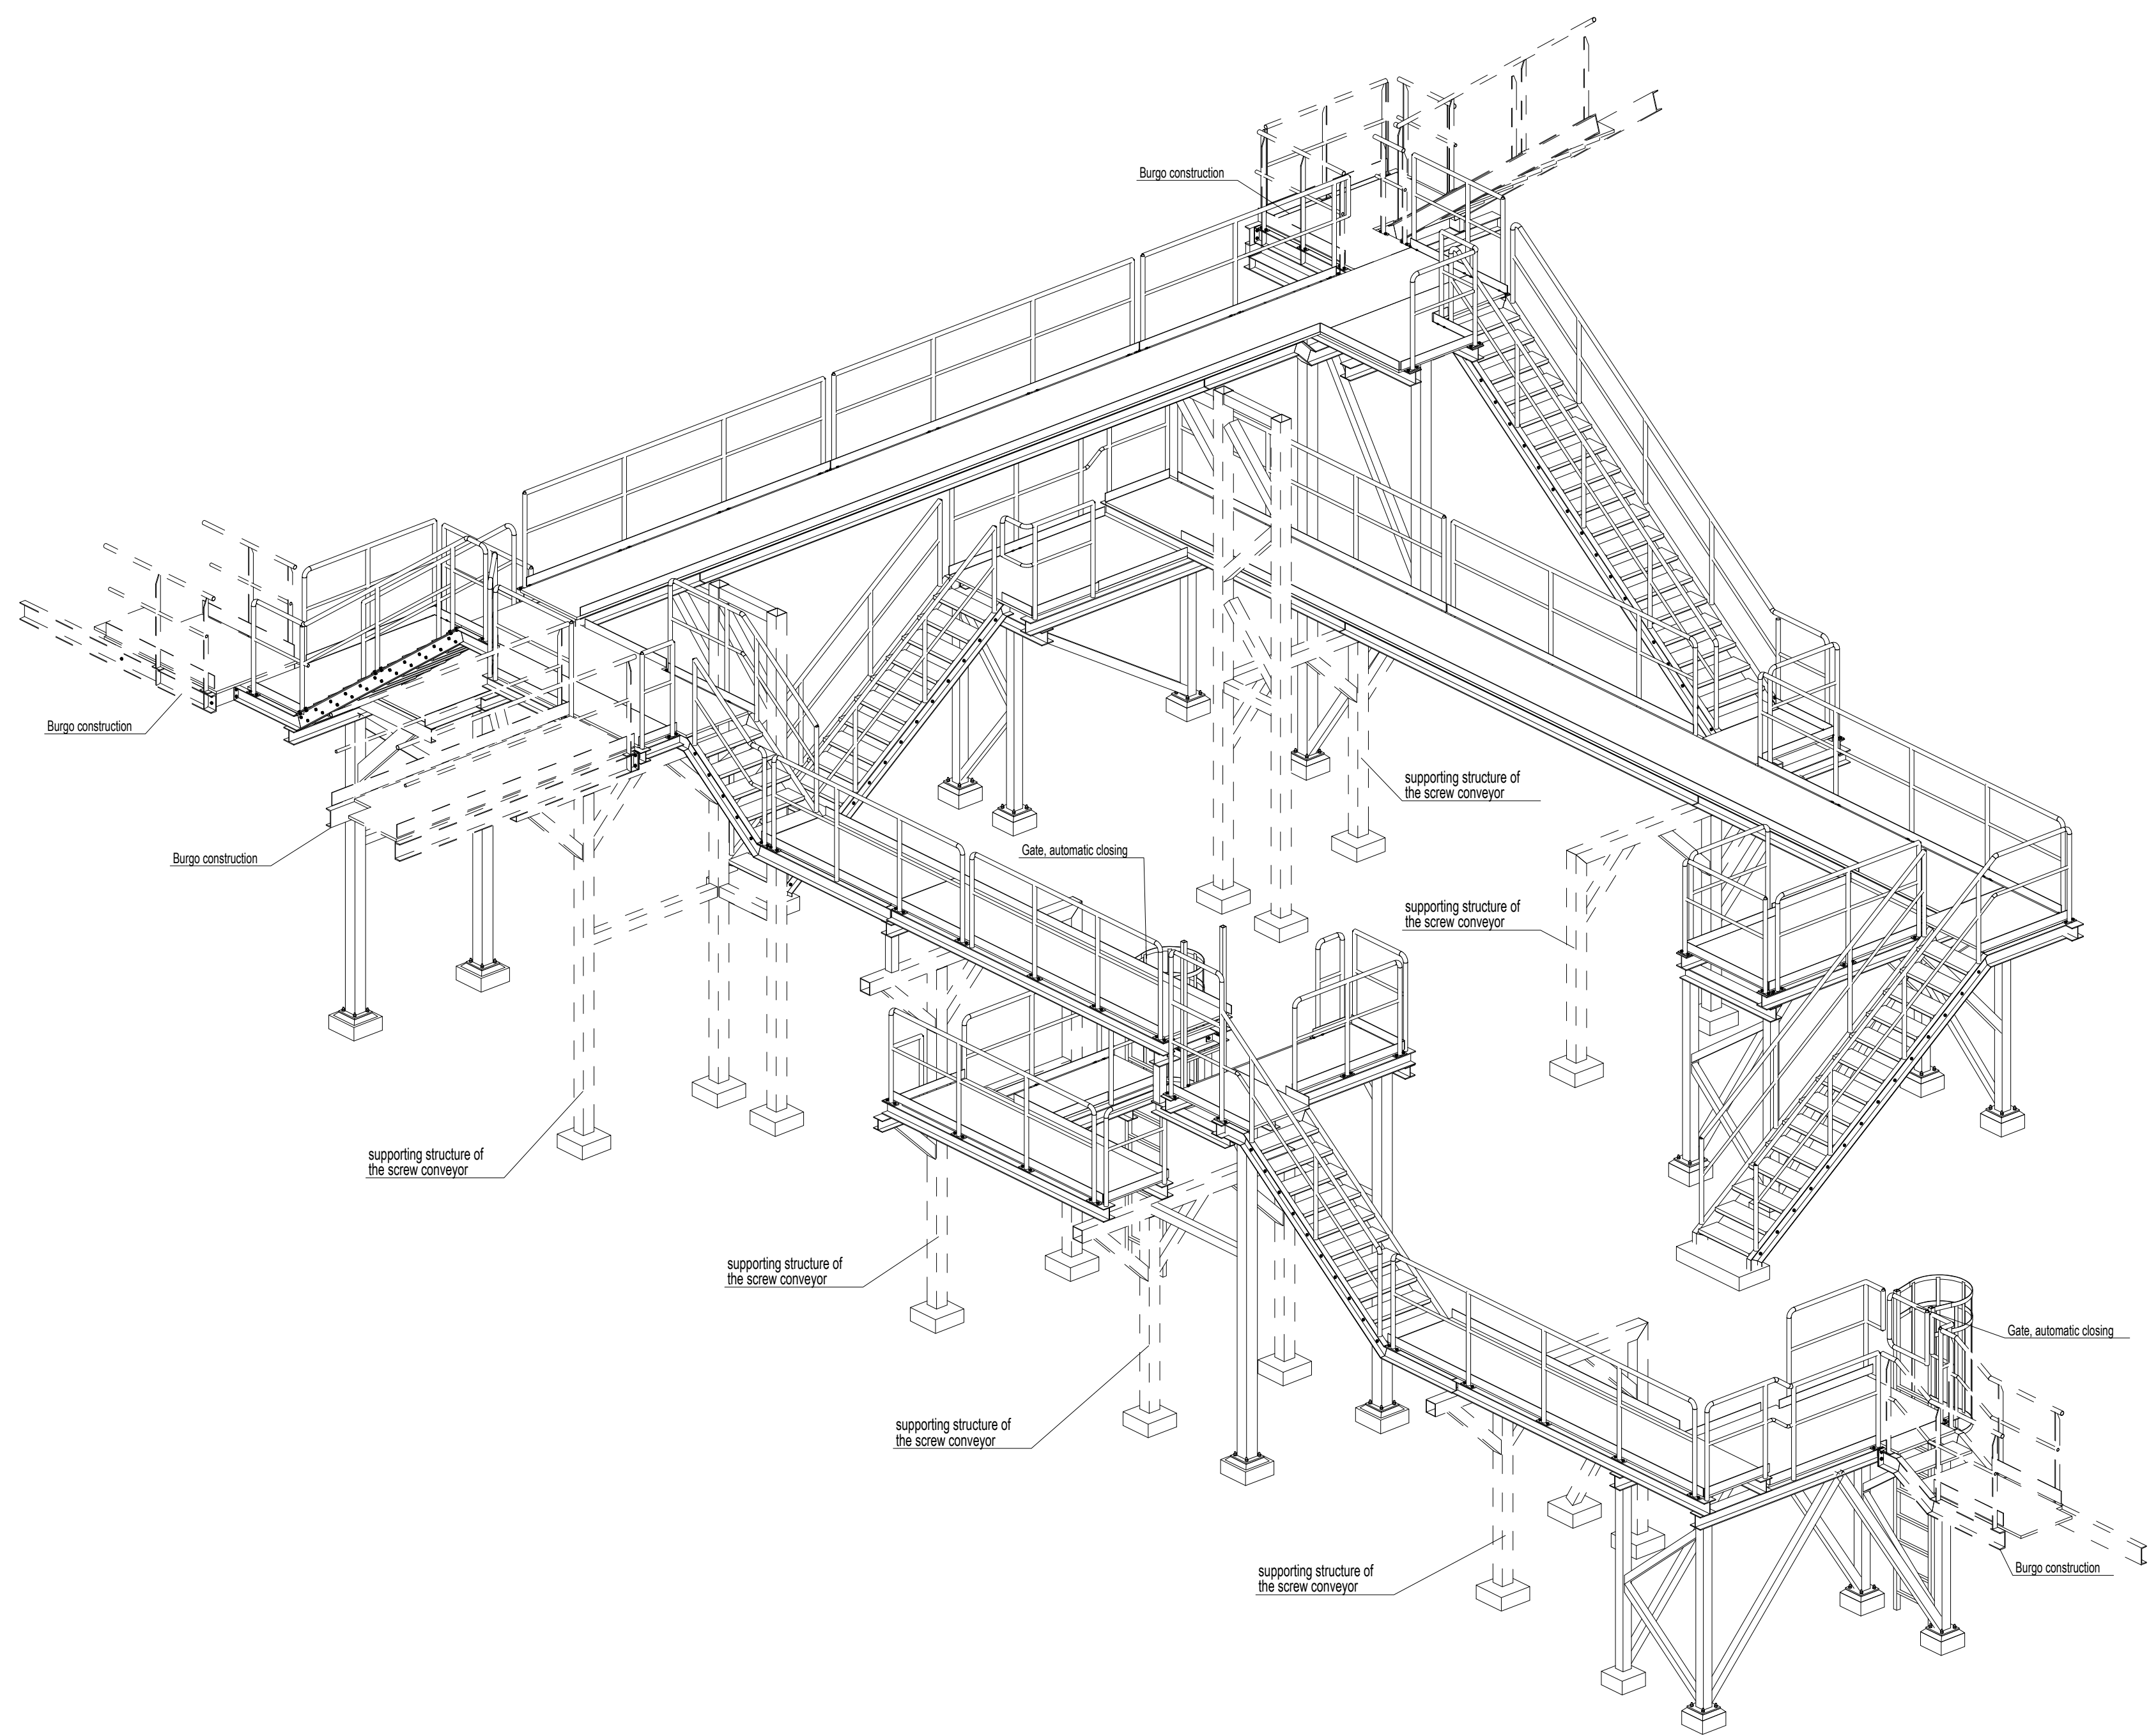 Burgo construction
Burgo construction
supporting structure of
the screw conveyor
Burgo construction
Gate, automatic closing
supporting structure of
the screw conveyor
supporting structure of
the screw conveyor
supporting structure of
the screw conveyor
Gate, automatic closing
supporting structure of
the screw conveyor
supporting structure of
the screw conveyor
Burgo construction